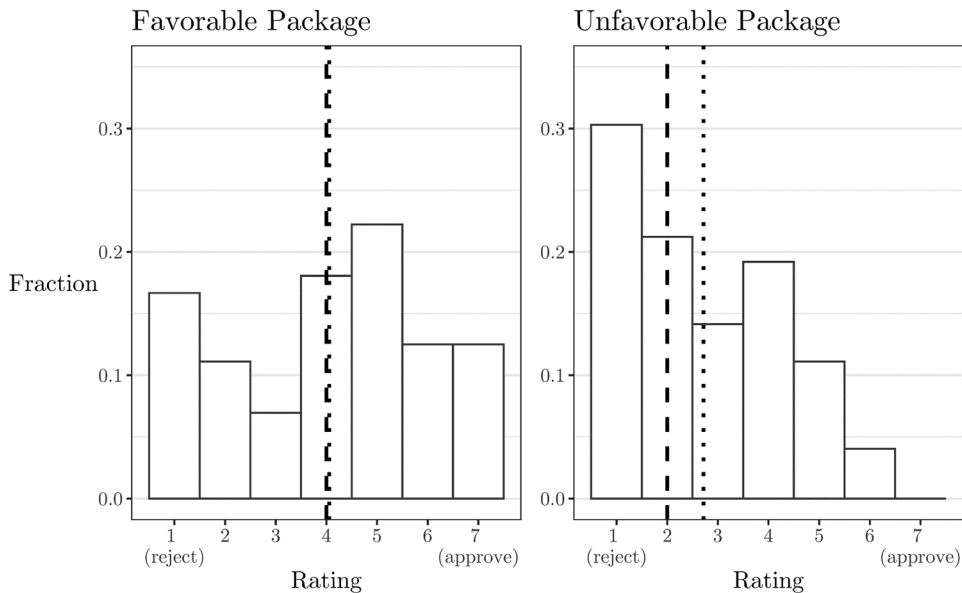 Favorable Package
Unfavorable Package
Fraction
0.3
0.2
0.1
0.0
1 2 3 4 5 6 7
(reject) (approve)
Rating
0.3
0.2
0.1
0.0
1 2 3 4 5 6 7
(reject) (approve)
Rating